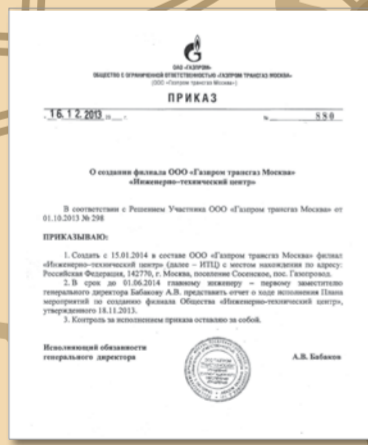 ОАО «ГАЗПРОМ»
ОБЩЕСТВО С ОГРАНИЧЕННОЙ ОТВЕТСТВЕННОСТЬЮ «ГАЗПРОМ ТРАНСГАЗ МОСКВА»
(ООО «Газпром трансгаз Москва»)
ПРИКАЗ
16.12.2013 № 880
О создании филиала ООО «Газпром трансгаз Москва»
«Инженерно-технический центр»
В соответствии с Решением Участника ООО «Газпром трансгаз Москва» от
01.10.2013 № 298
ПРИКАЗЫВАЮ:
1. Создать с 15.01.2014 в составе ООО «Газпром трансгаз Москва» филиал
«Инженерно-технический центр» (далее – ИТЦ) с местом нахождения по адресу:
Российская Федерация, 142770, г. Москва, поселение Сосенское, пос. Газопровод.
2. В срок до 01.06.2014 главному инженеру – первому заместителю
генерального директора Бабакову А.В. представить отчет о ходе исполнения Плана
мероприятий по созданию филиала Общества «Инженерно-технический центр»,
утвержденного 18.11.2013.
3. Контроль за исполнением приказа оставляю за собой.
Исполняющий обязанности
генерального директора А.В. Бабаков